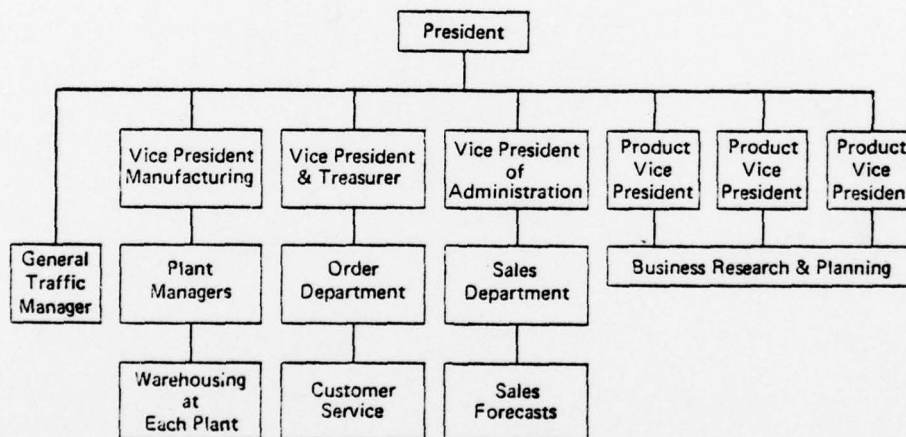 President
Vice President
Manufacturing
Vice President
& Treasurer
Vice President
of
Administration
Product
Vice
President
Product
Vice
President
Product
Vice
President
General
Traffic
Manager
Plant
Managers
Order
Department
Sales
Department
Business Research & Planning
Warehousing
at
Each Plant
Customer
Service
Sales
Forecasts